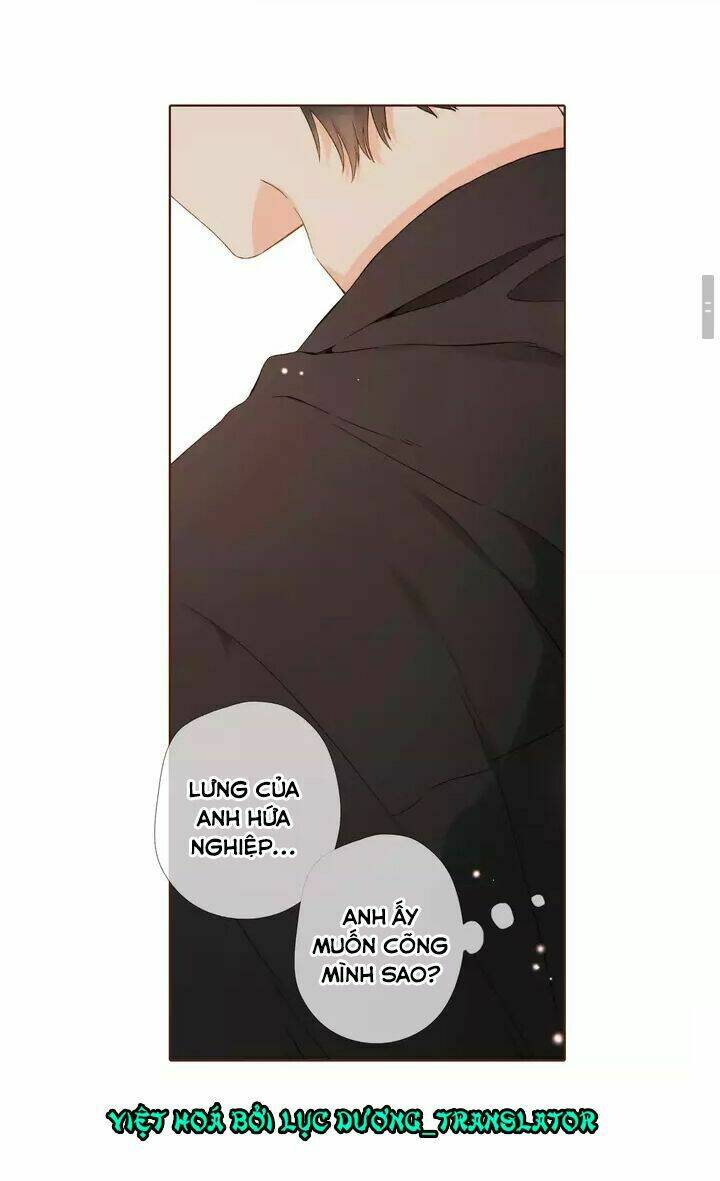 LƯNG CỦA
ANH HỨA
NGHIỆP...
ANH ẤY
MUỐN CÕNG
MÌNH SAO?
VIỆT HOÁ BỞI LỤC DƯƠNG_TRANSLATOR